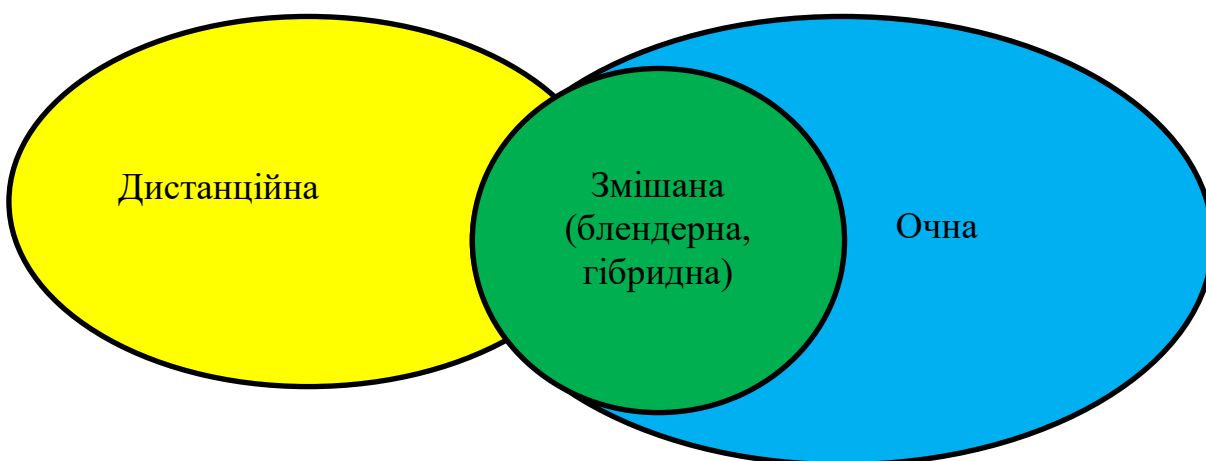 Дистанційна
Змішана
(блендерна,
гібридна)
Очна